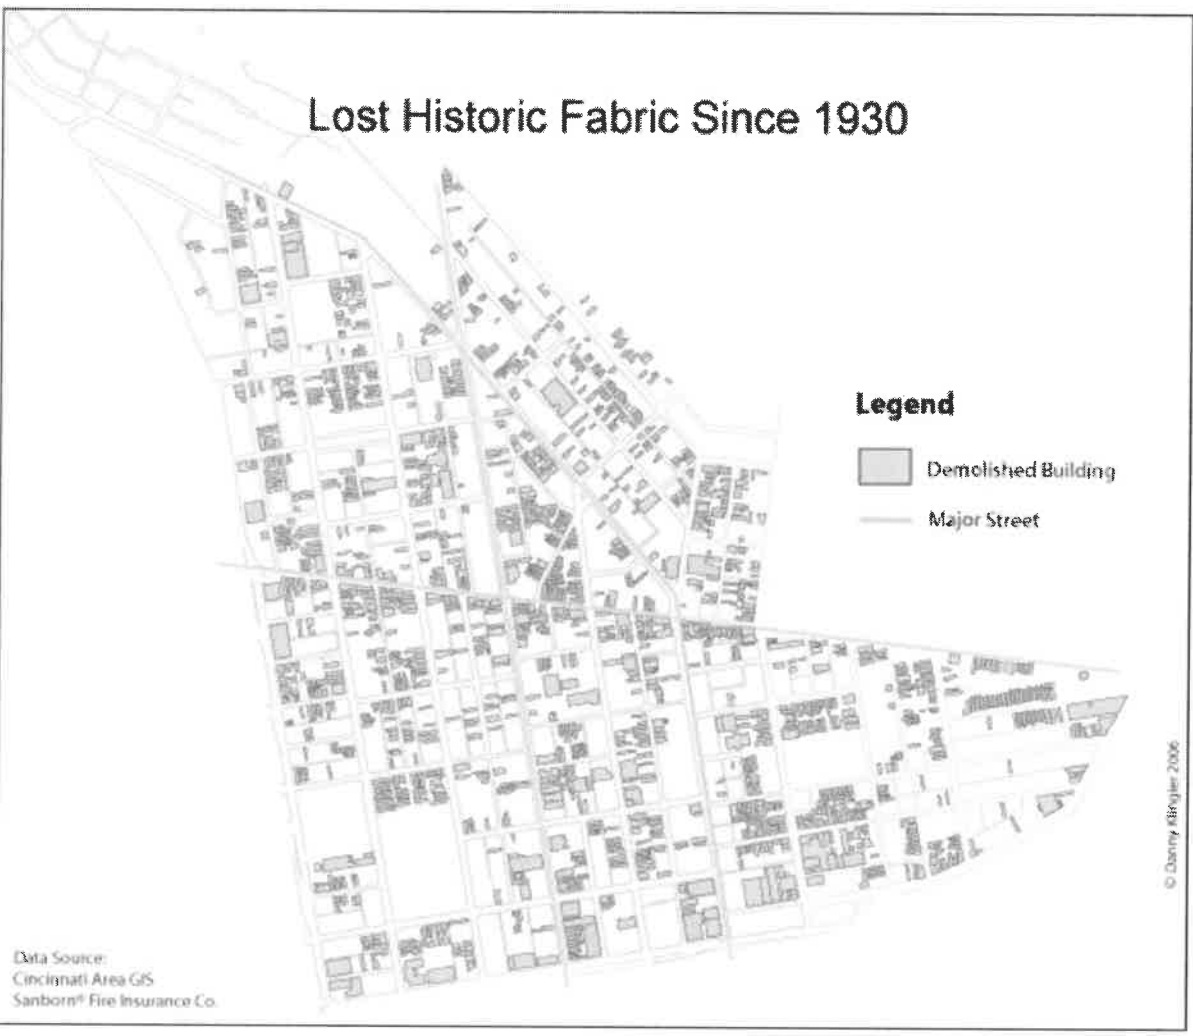 Lost Historic Fabric Since 1930
Legend
Demolished Building
Major Street
© Danny Klingler 2006
Data Source:
Cincinnati Area GIS
Sanborn® Fire Insurance Co.